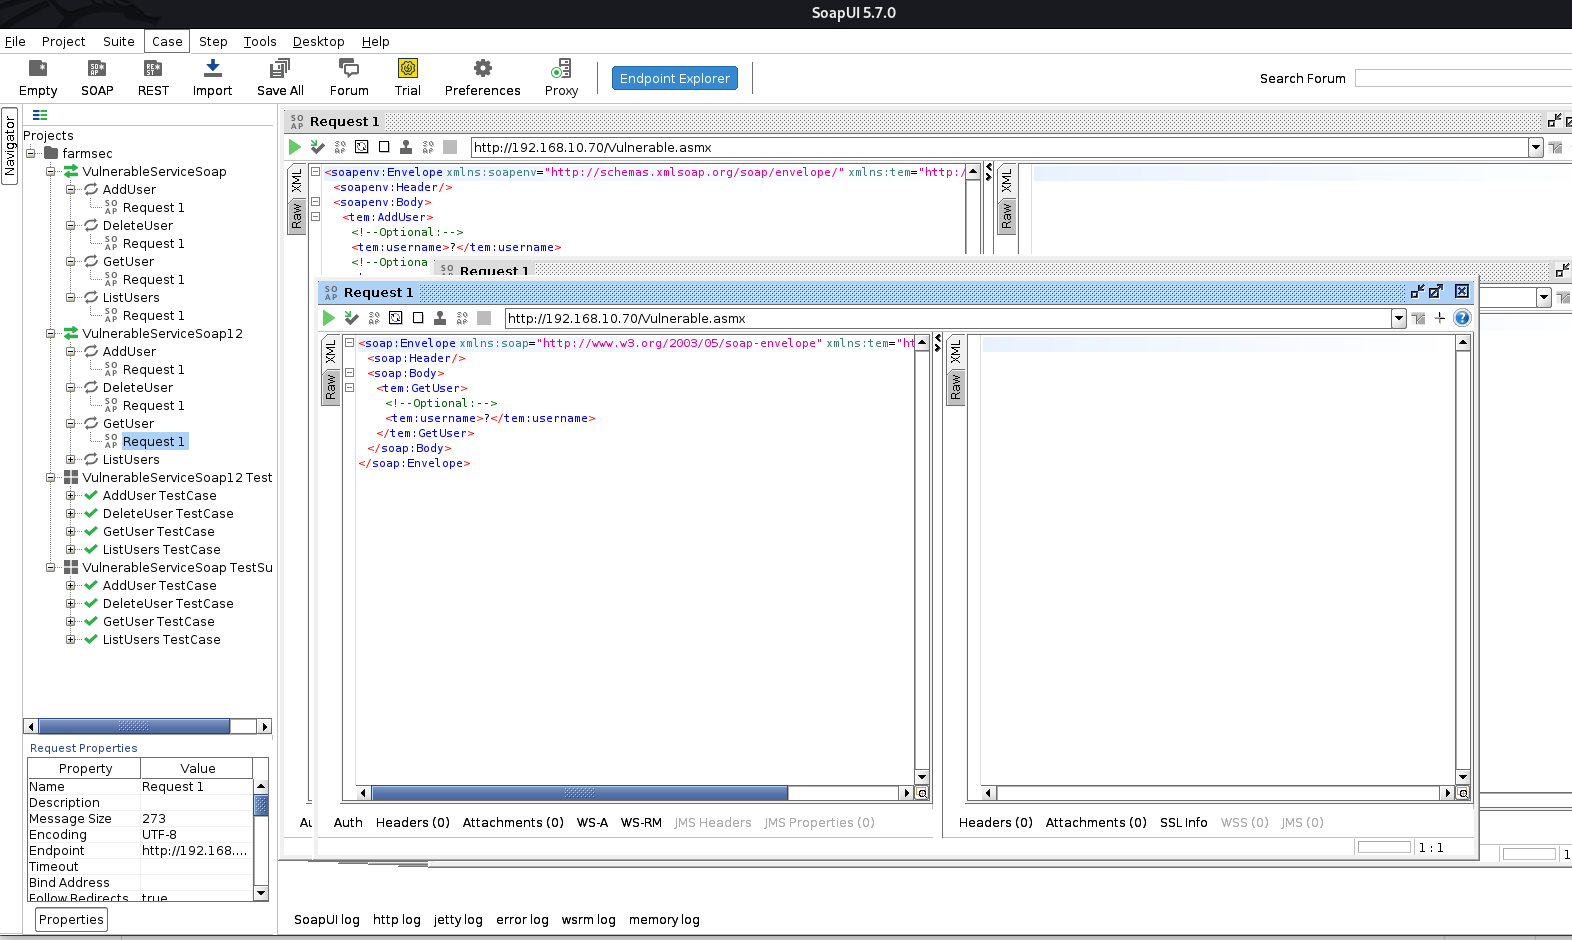 SoapUI 5.7.0
File Project Suite Case Step Tools Desktop Help
Empty SOAP REST Import Save All Forum Trial Preferences Proxy Endpoint Explorer Search Forum
Navigator
Projects
farmsec
VulnerableServiceSoap
AddUser
Request 1
DeleteUser
Request 1
GetUser
Request 1
ListUsers
Request 1
VulnerableServiceSoap12
AddUser
Request 1
DeleteUser
Request 1
GetUser
Request 1
ListUsers
VulnerableServiceSoap12 Test
AddUser TestCase
DeleteUser TestCase
GetUser TestCase
ListUsers TestCase
VulnerableServiceSoap TestSu
AddUser TestCase
DeleteUser TestCase
GetUser TestCase
ListUsers TestCase
Request Properties
Property Value
Name Request 1
Description
Message Size 273
Encoding UTF-8
Endpoint http://192.168....
Timeout
Bind Address
Follow Redirects true
Properties
Request 1
http://192.168.10.70/Vulnerable.asmx
XML
Raw
<soapenv:Envelope xmlns:soapenv="http://schemas.xmlsoap.org/soap/envelope/" xmlns:tem="http:/
<soapenv:Header/>
<soapenv:Body>
<tem:AddUser>
<!--Optional:-->
<tem:username>?</tem:username>
<!--Optiona
XML
Raw
Request 1
Request 1
http://192.168.10.70/Vulnerable.asmx
XML
Raw
<soap:Envelope xmlns:soap="http://www.w3.org/2003/05/soap-envelope" xmlns:tem="ht
<soap:Header/>
<soap:Body>
<tem:GetUser>
<!--Optional:-->
<tem:username>?</tem:username>
</tem:GetUser>
</soap:Body>
</soap:Envelope>
XML
Raw
Au
Auth Headers (0) Attachments (0) WS-A WS-RM JMS Headers JMS Properties (0)
Headers (0) Attachments (0) SSL Info WSS (0) JMS (0)
1 : 1
1
SoapUI log http log jetty log error log wsrm log memory log